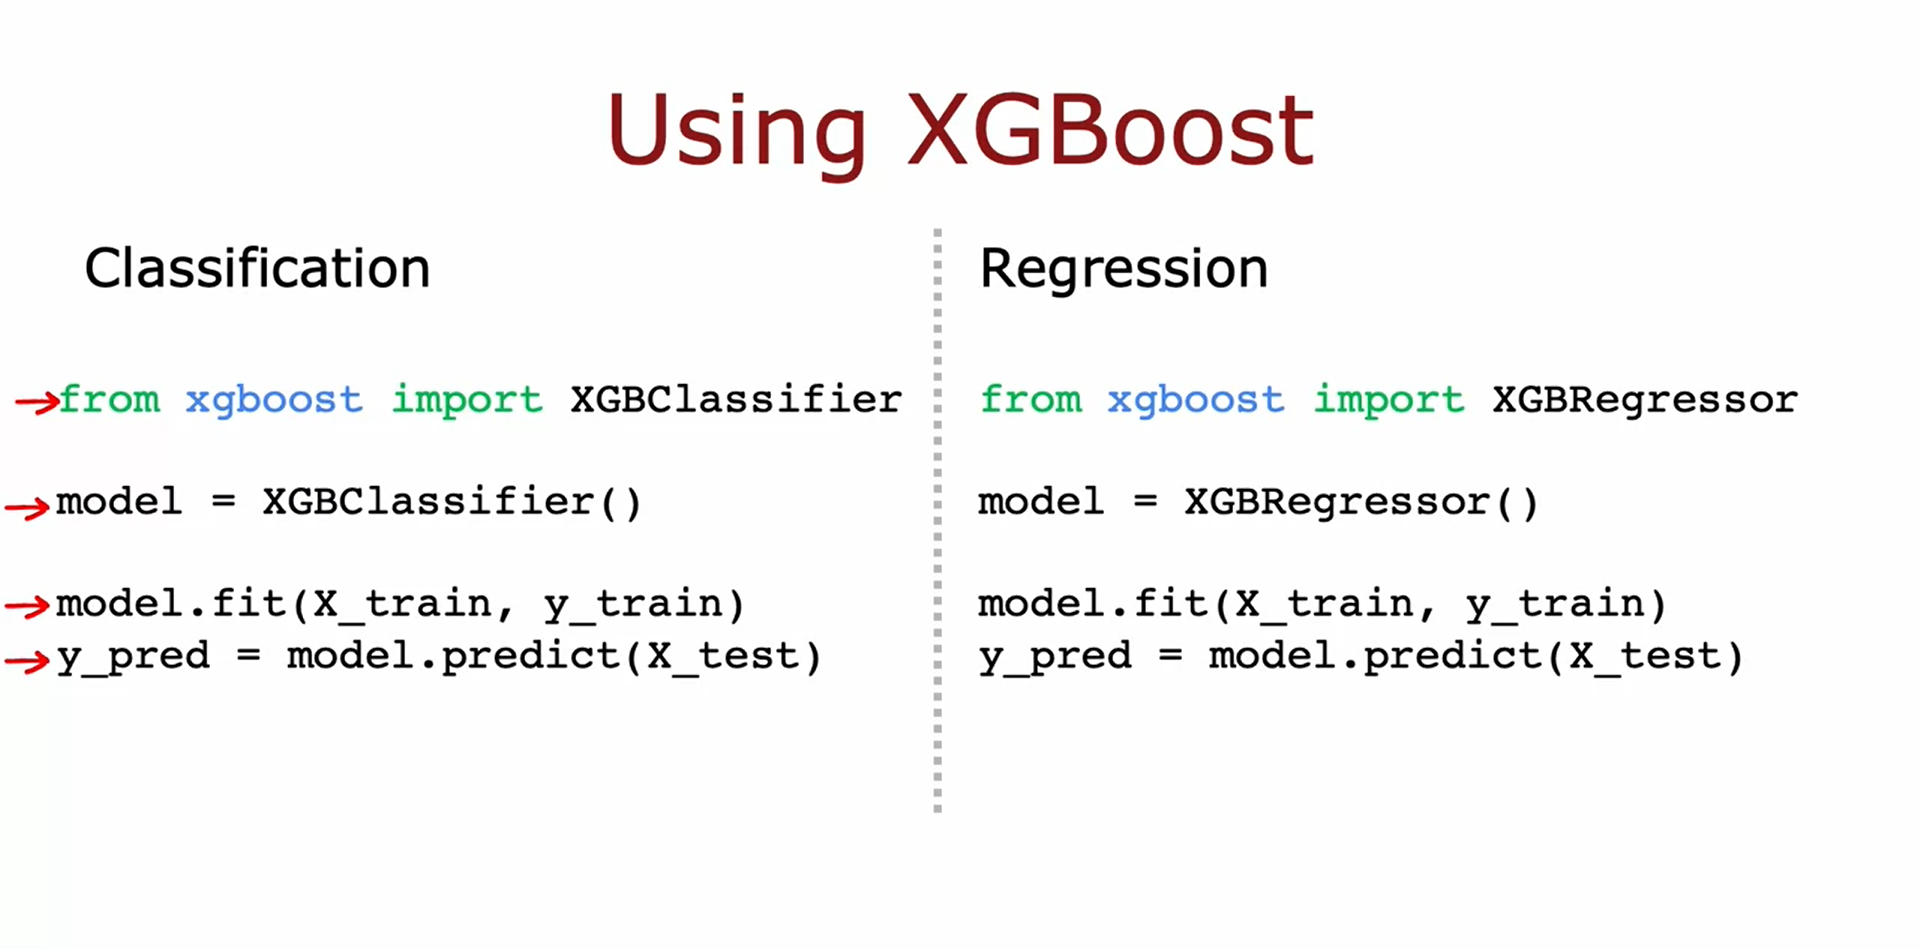 Using XGBoost
Classification
from xgboost import XGBClassifier
model = XGBClassifier()
model.fit(X_train, y_train)
y_pred = model.predict(X_test)
Regression
from xgboost import XGBRegressor
model = XGBRegressor()
model.fit(X_train, y_train)
y_pred = model.predict(X_test)